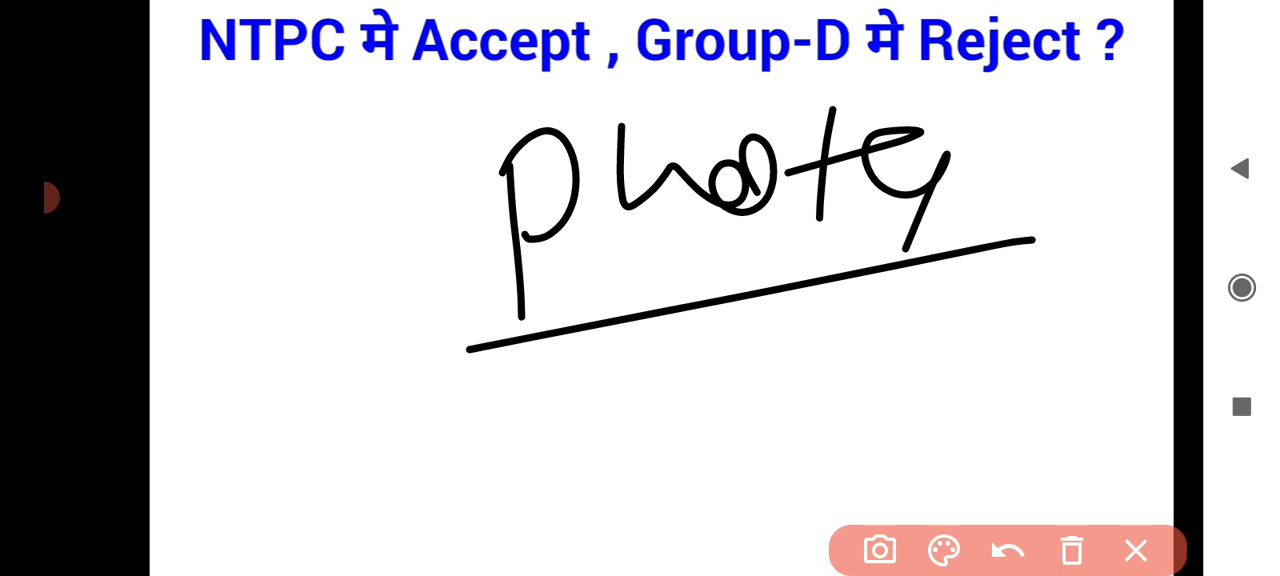 NTPC मे Accept , Group-D मे Reject ?
photo